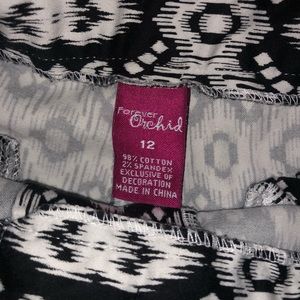 Forever
Orchid
12
98% COTTON
2% SPANDEX
EXCLUSIVE OF
DECORATION
MADE IN CHINA